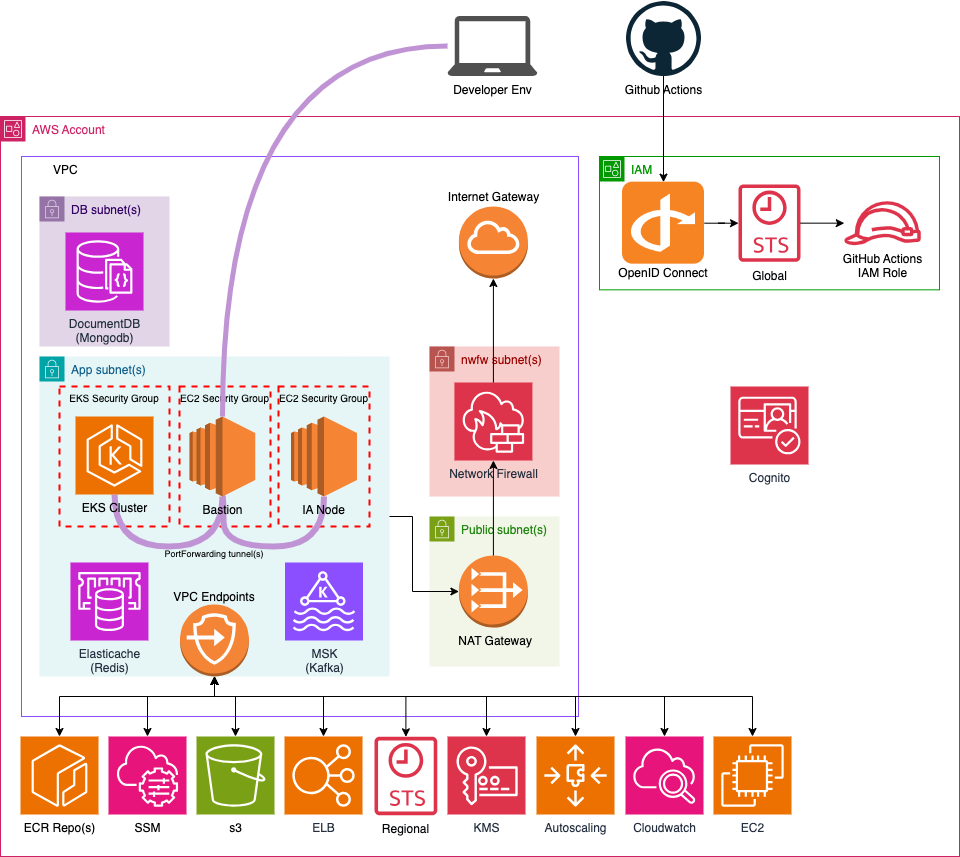 Developer Env
Github Actions
AWS Account
VPC
DB subnet(s)
DocumentDB
(Mongodb)
Internet Gateway
IAM
OpenID Connect
STS
Global
GitHub Actions
IAM Role
App subnet(s)
EKS Security Group
EC2 Security Group
EC2 Security Group
K
EKS Cluster
Bastion
IA Node
PortForwarding tunnel(s)
nwfw subnet(s)
Network Firewall
Cognito
Public subnet(s)
NAT Gateway
Elasticache
(Redis)
VPC Endpoints
K
MSK
(Kafka)
ECR Repo(s)
SSM
s3
ELB
STS
Regional
KMS
Autoscaling
Cloudwatch
EC2